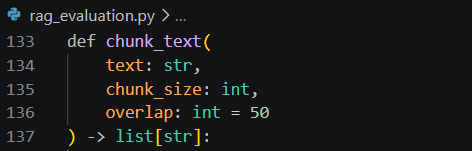 rag_evaluation.py > ...
133 def chunk_text(
134     text: str,
135     chunk_size: int,
136     overlap: int = 50
137 ) -> list[str]: